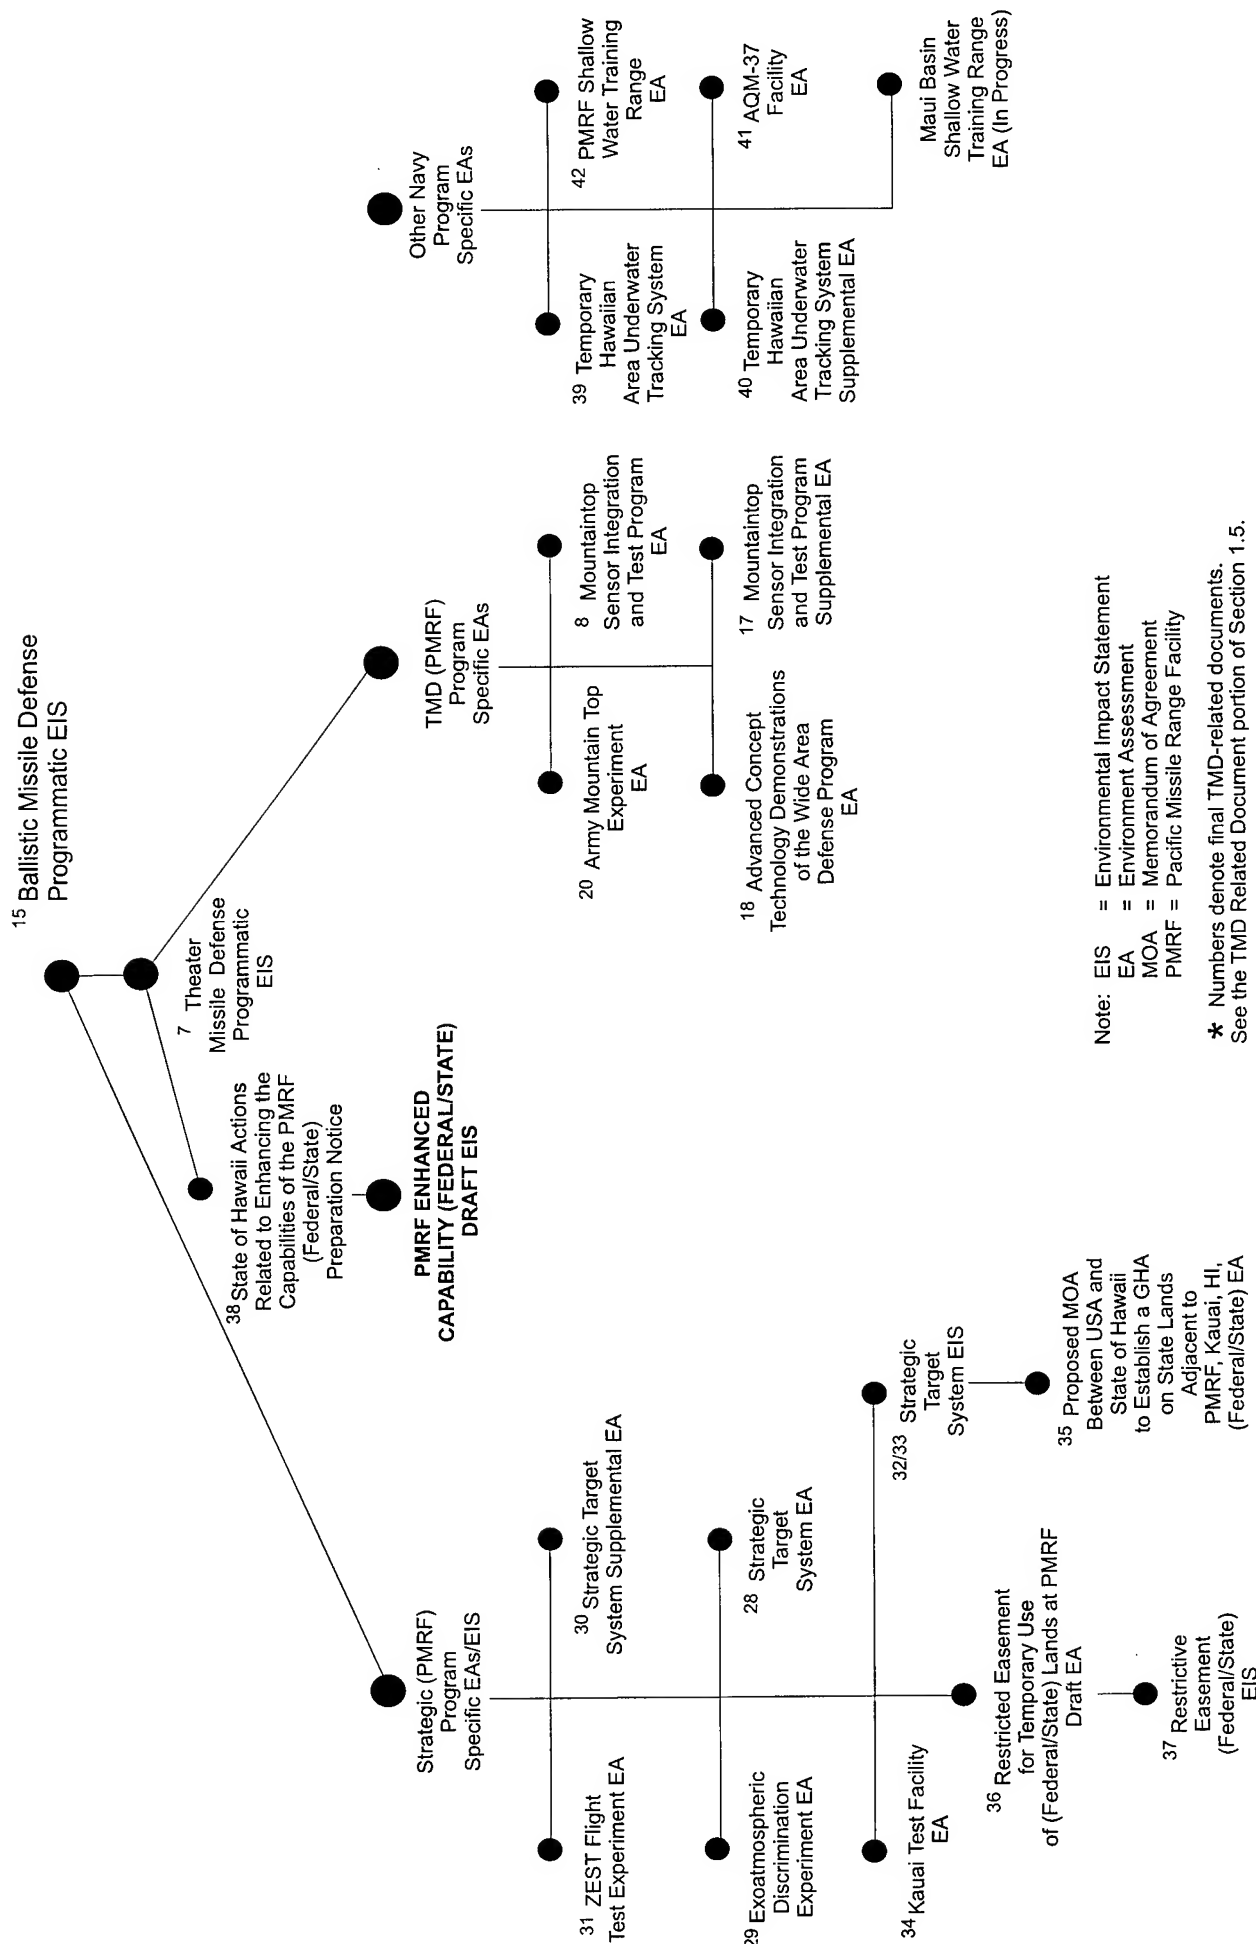 15 Ballistic Missile Defense
Programmatic EIS
7 Theater
Missile Defense
Programmatic
EIS
38 State of Hawaii Actions
Related to Enhancing the
Capabilities of the PMRF
(Federal/State)
Preparation Notice
PMRF ENHANCED
CAPABILITY (FEDERAL/STATE)
DRAFT EIS
Strategic (PMRF)
Program
Specific EAs/EIS
31 ZEST Flight
Test Experiment EA
30 Strategic Target
System Supplemental EA
29 Exoatmospheric
Discrimination
Experiment EA
28 Strategic
Target
System EA
34 Kauai Test Facility
EA
32/33 Strategic
Target
System EIS
36 Restricted Easement
for Temporary Use
of (Federal/State) Lands at PMRF
Draft EA
35 Proposed MOA
Between USA and
State of Hawaii
to Establish a GHA
on State Lands
Adjacent to
PMRF, Kauai, HI,
(Federal/State) EA
37 Restrictive
Easement
(Federal/State)
EIS
TMD (PMRF)
Program
Specific EAs
20 Army Mountain Top
Experiment
EA
8 Mountaintop
Sensor Integration
and Test Program
EA
18 Advanced Concept
Technology Demonstrations
of the Wide Area
Defense Program
EA
17 Mountaintop
Sensor Integration
and Test Program
Supplemental EA
Other Navy
Program
Specific EAs
39 Temporary
Hawaiian
Area Underwater
Tracking System
EA
42 PMRF Shallow
Water Training
Range
EA
40 Temporary
Hawaiian
Area Underwater
Tracking System
Supplemental EA
41 AQM-37
Facility
EA
Maui Basin
Shallow Water
Training Range
EA (In Progress)
Note: EIS = Environmental Impact Statement
EA = Environment Assessment
MOA = Memorandum of Agreement
PMRF = Pacific Missile Range Facility
* Numbers denote final TMD-related documents.
See the TMD Related Document portion of Section 1.5.